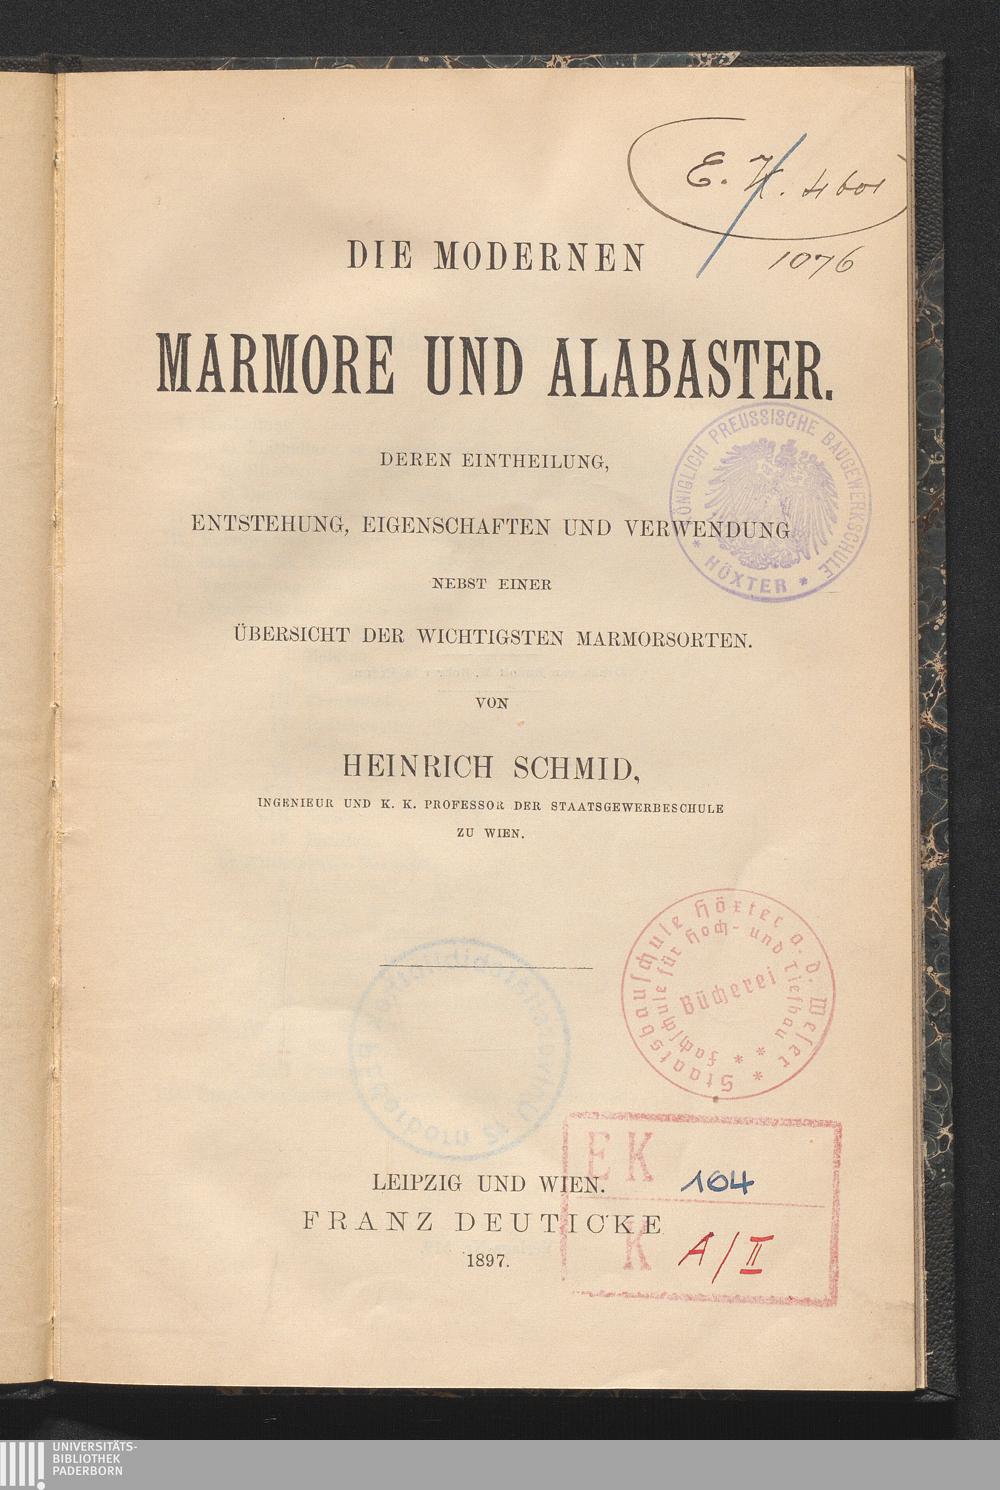 E. K. 4601
1076
DIE MODERNEN
MARMORE UND ALABASTER.
DEREN EINTHEILUNG,
ENTSTEHUNG, EIGENSCHAFTEN UND VERWENDUNG
NEBST EINER
ÜBERSICHT DER WICHTIGSTEN MARMORSORTEN.
KÖNIGLICH PREUSSISCHE BAUGEWERKSCHULE
* HÖXTER *
VON
HEINRICH SCHMID,
INGENIEUR UND K. K. PROFESSOR DER STAATSGEWERBESCHULE
ZU WIEN.
Staatsbauschule Höxter a. d. Weser
Fachschule für Hoch- und Tiefbau
Bücherei
LEIPZIG UND WIEN.
FRANZ DEUTICKE
1897.
EK 164
K A/II
UNIVERSITÄTS-
BIBLIOTHEK
PADERBORN